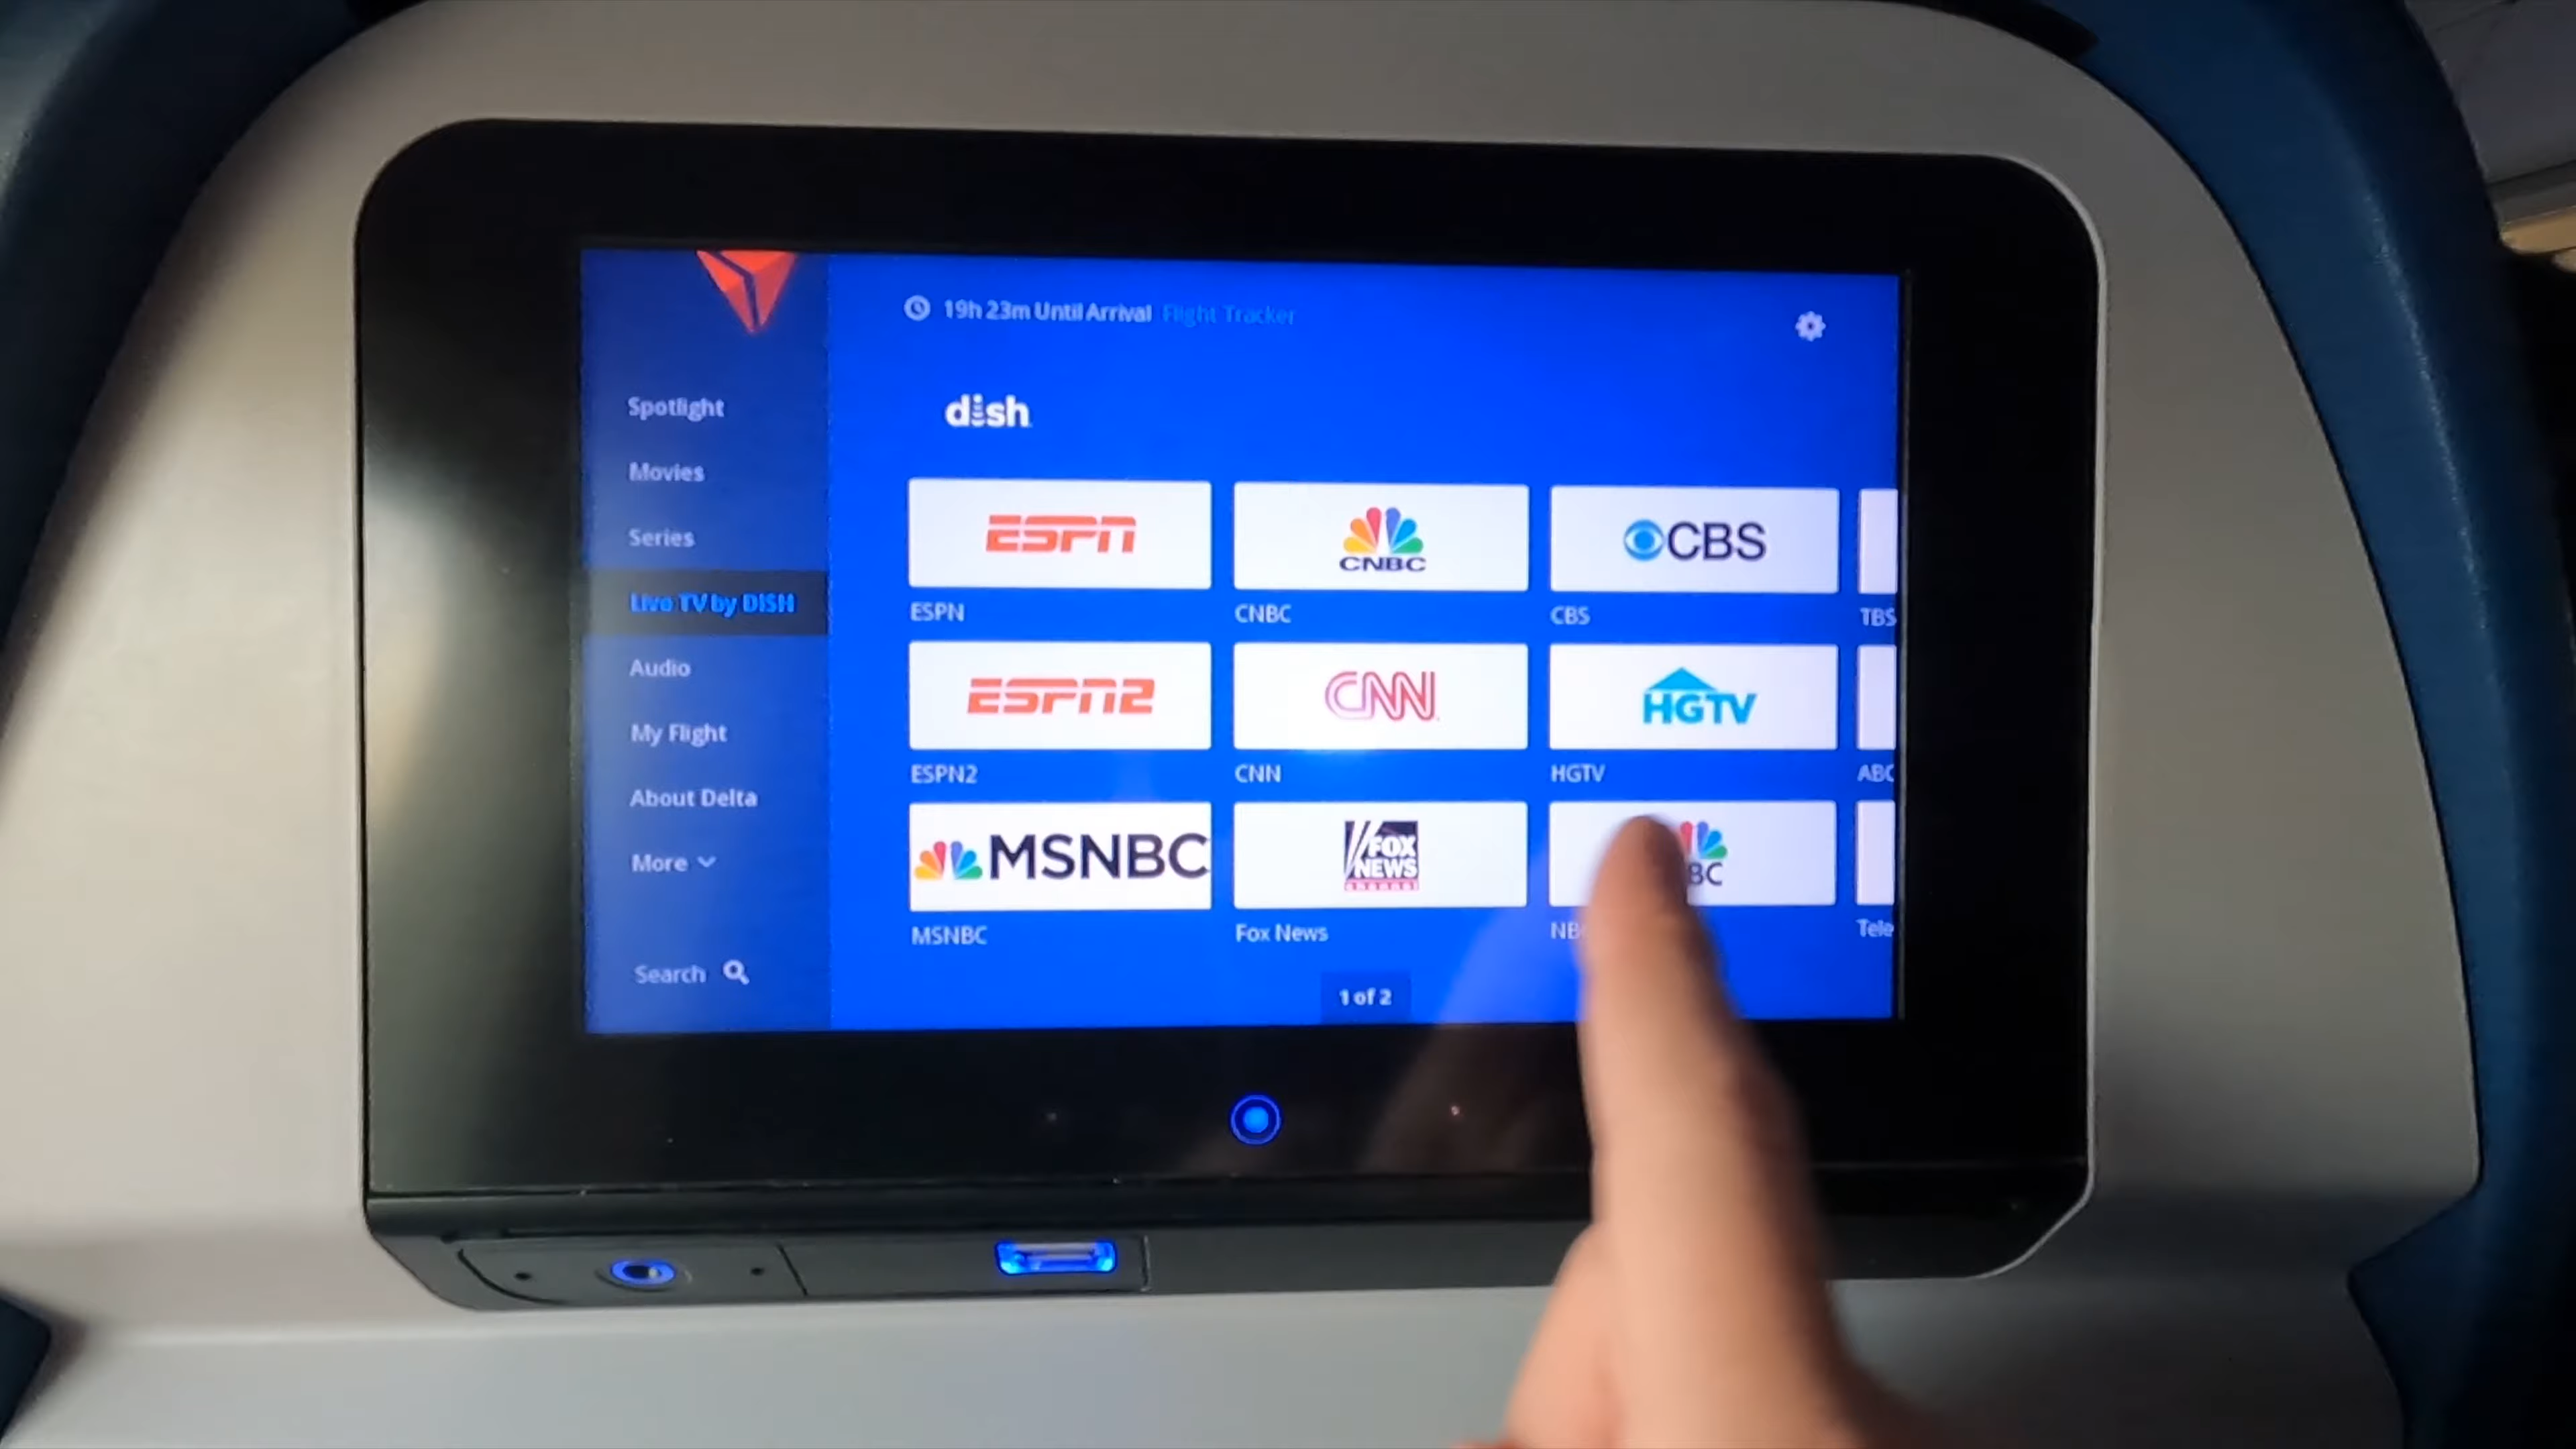 19h 23m Until Arrival Flight Tracker
Spotlight
Movies
Series
Live TV by DISH
Audio
My Flight
About Delta
More
Search
dish
ESPN
CNBC
CBS
ESPN
CNBC
CBS
TBS
ESPN2
CNN
HGTV
ESPN2
CNN
HGTV
ABC
MSNBC
FOX
NEWS
channel
BC
MSNBC
Fox News
NB
Tele
1 of 2